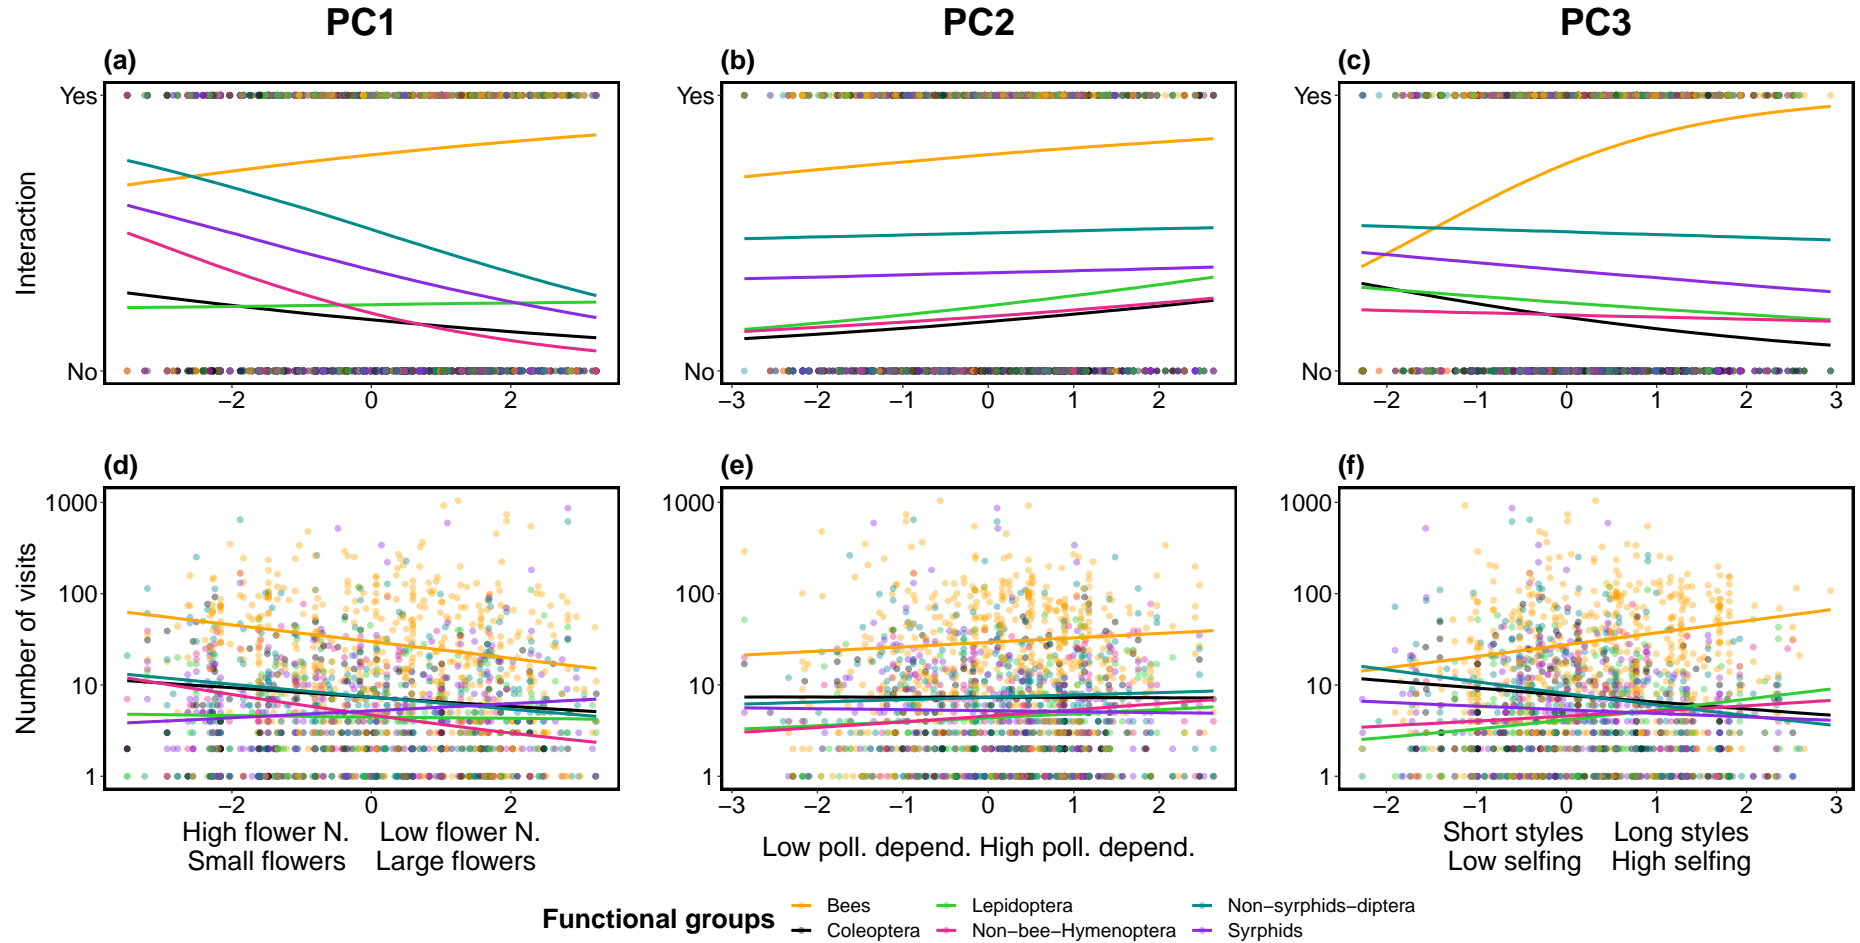 PC1 PC2 PC3
(a) (b) (c)
Interaction
Yes Yes Yes
No No No
−2 0 2
−3 −2 −1 0 1 2
−2 −1 0 1 2 3
(d) (e) (f)
Number of visits
1000 1000 1000
100 100 100
10 10 10
1 1 1
−2 0 2
−3 −2 −1 0 1 2
−2 −1 0 1 2 3
High flower N. Low flower N.
Small flowers Large flowers
Low poll. depend. High poll. depend.
Short styles Long styles
Low selfing High selfing
Functional groups
Bees Lepidoptera Non−syrphids−diptera
Coleoptera Non−bee−Hymenoptera Syrphids